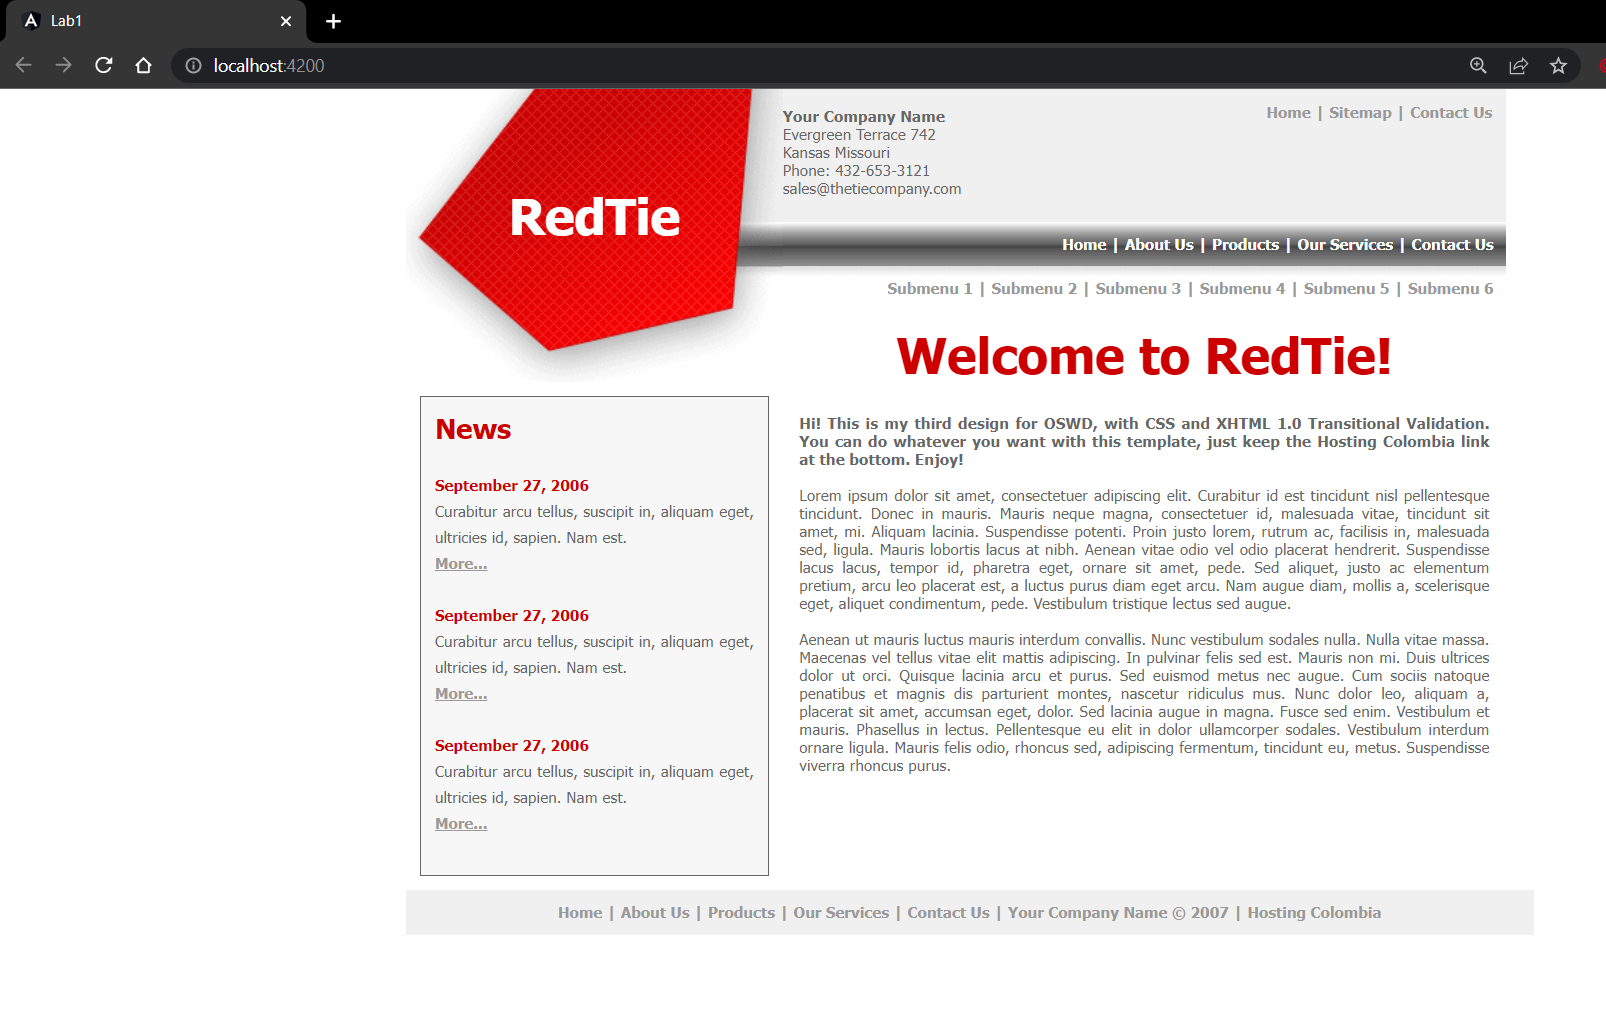 Lab1
localhost:4200
Your Company Name
Evergreen Terrace 742
Kansas Missouri
Phone: 432-653-3121
sales@thetiecompany.com
Home | Sitemap | Contact Us
RedTie
Home | About Us | Products | Our Services | Contact Us
Submenu 1 | Submenu 2 | Submenu 3 | Submenu 4 | Submenu 5 | Submenu 6
News
September 27, 2006
Curabitur arcu tellus, suscipit in, aliquam eget,
ultricies id, sapien. Nam est.
More...
September 27, 2006
Curabitur arcu tellus, suscipit in, aliquam eget,
ultricies id, sapien. Nam est.
More...
September 27, 2006
Curabitur arcu tellus, suscipit in, aliquam eget,
ultricies id, sapien. Nam est.
More...
Welcome to RedTie!
Hi! This is my third design for OSWD, with CSS and XHTML 1.0 Transitional Validation.
You can do whatever you want with this template, just keep the Hosting Colombia link
at the bottom. Enjoy!
Lorem ipsum dolor sit amet, consectetuer adipiscing elit. Curabitur id est tincidunt nisl pellentesque
tincidunt. Donec in mauris. Mauris neque magna, consectetuer id, malesuada vitae, tincidunt sit
amet, mi. Aliquam lacinia. Suspendisse potenti. Proin justo lorem, rutrum ac, facilisis in, malesuada
sed, ligula. Mauris lobortis lacus at nibh. Aenean vitae odio vel odio placerat hendrerit. Suspendisse
lacus lacus, tempor id, pharetra eget, ornare sit amet, pede. Sed aliquet, justo ac elementum
pretium, arcu leo placerat est, a luctus purus diam eget arcu. Nam augue diam, mollis a, scelerisque
eget, aliquet condimentum, pede. Vestibulum tristique lectus sed augue.
Aenean ut mauris luctus mauris interdum convallis. Nunc vestibulum sodales nulla. Nulla vitae massa.
Maecenas vel tellus vitae elit mattis adipiscing. In pulvinar felis sed est. Mauris non mi. Duis ultrices
dolor ut orci. Quisque lacinia arcu et purus. Sed euismod metus nec augue. Cum sociis natoque
penatibus et magnis dis parturient montes, nascetur ridiculus mus. Nunc dolor leo, aliquam a,
placerat sit amet, accumsan eget, dolor. Sed lacinia augue in magna. Fusce sed enim. Vestibulum et
mauris. Phasellus in lectus. Pellentesque eu elit in dolor ullamcorper sodales. Vestibulum interdum
ornare ligula. Mauris felis odio, rhoncus sed, adipiscing fermentum, tincidunt eu, metus. Suspendisse
viverra rhoncus purus.
Home | About Us | Products | Our Services | Contact Us | Your Company Name © 2007 | Hosting Colombia